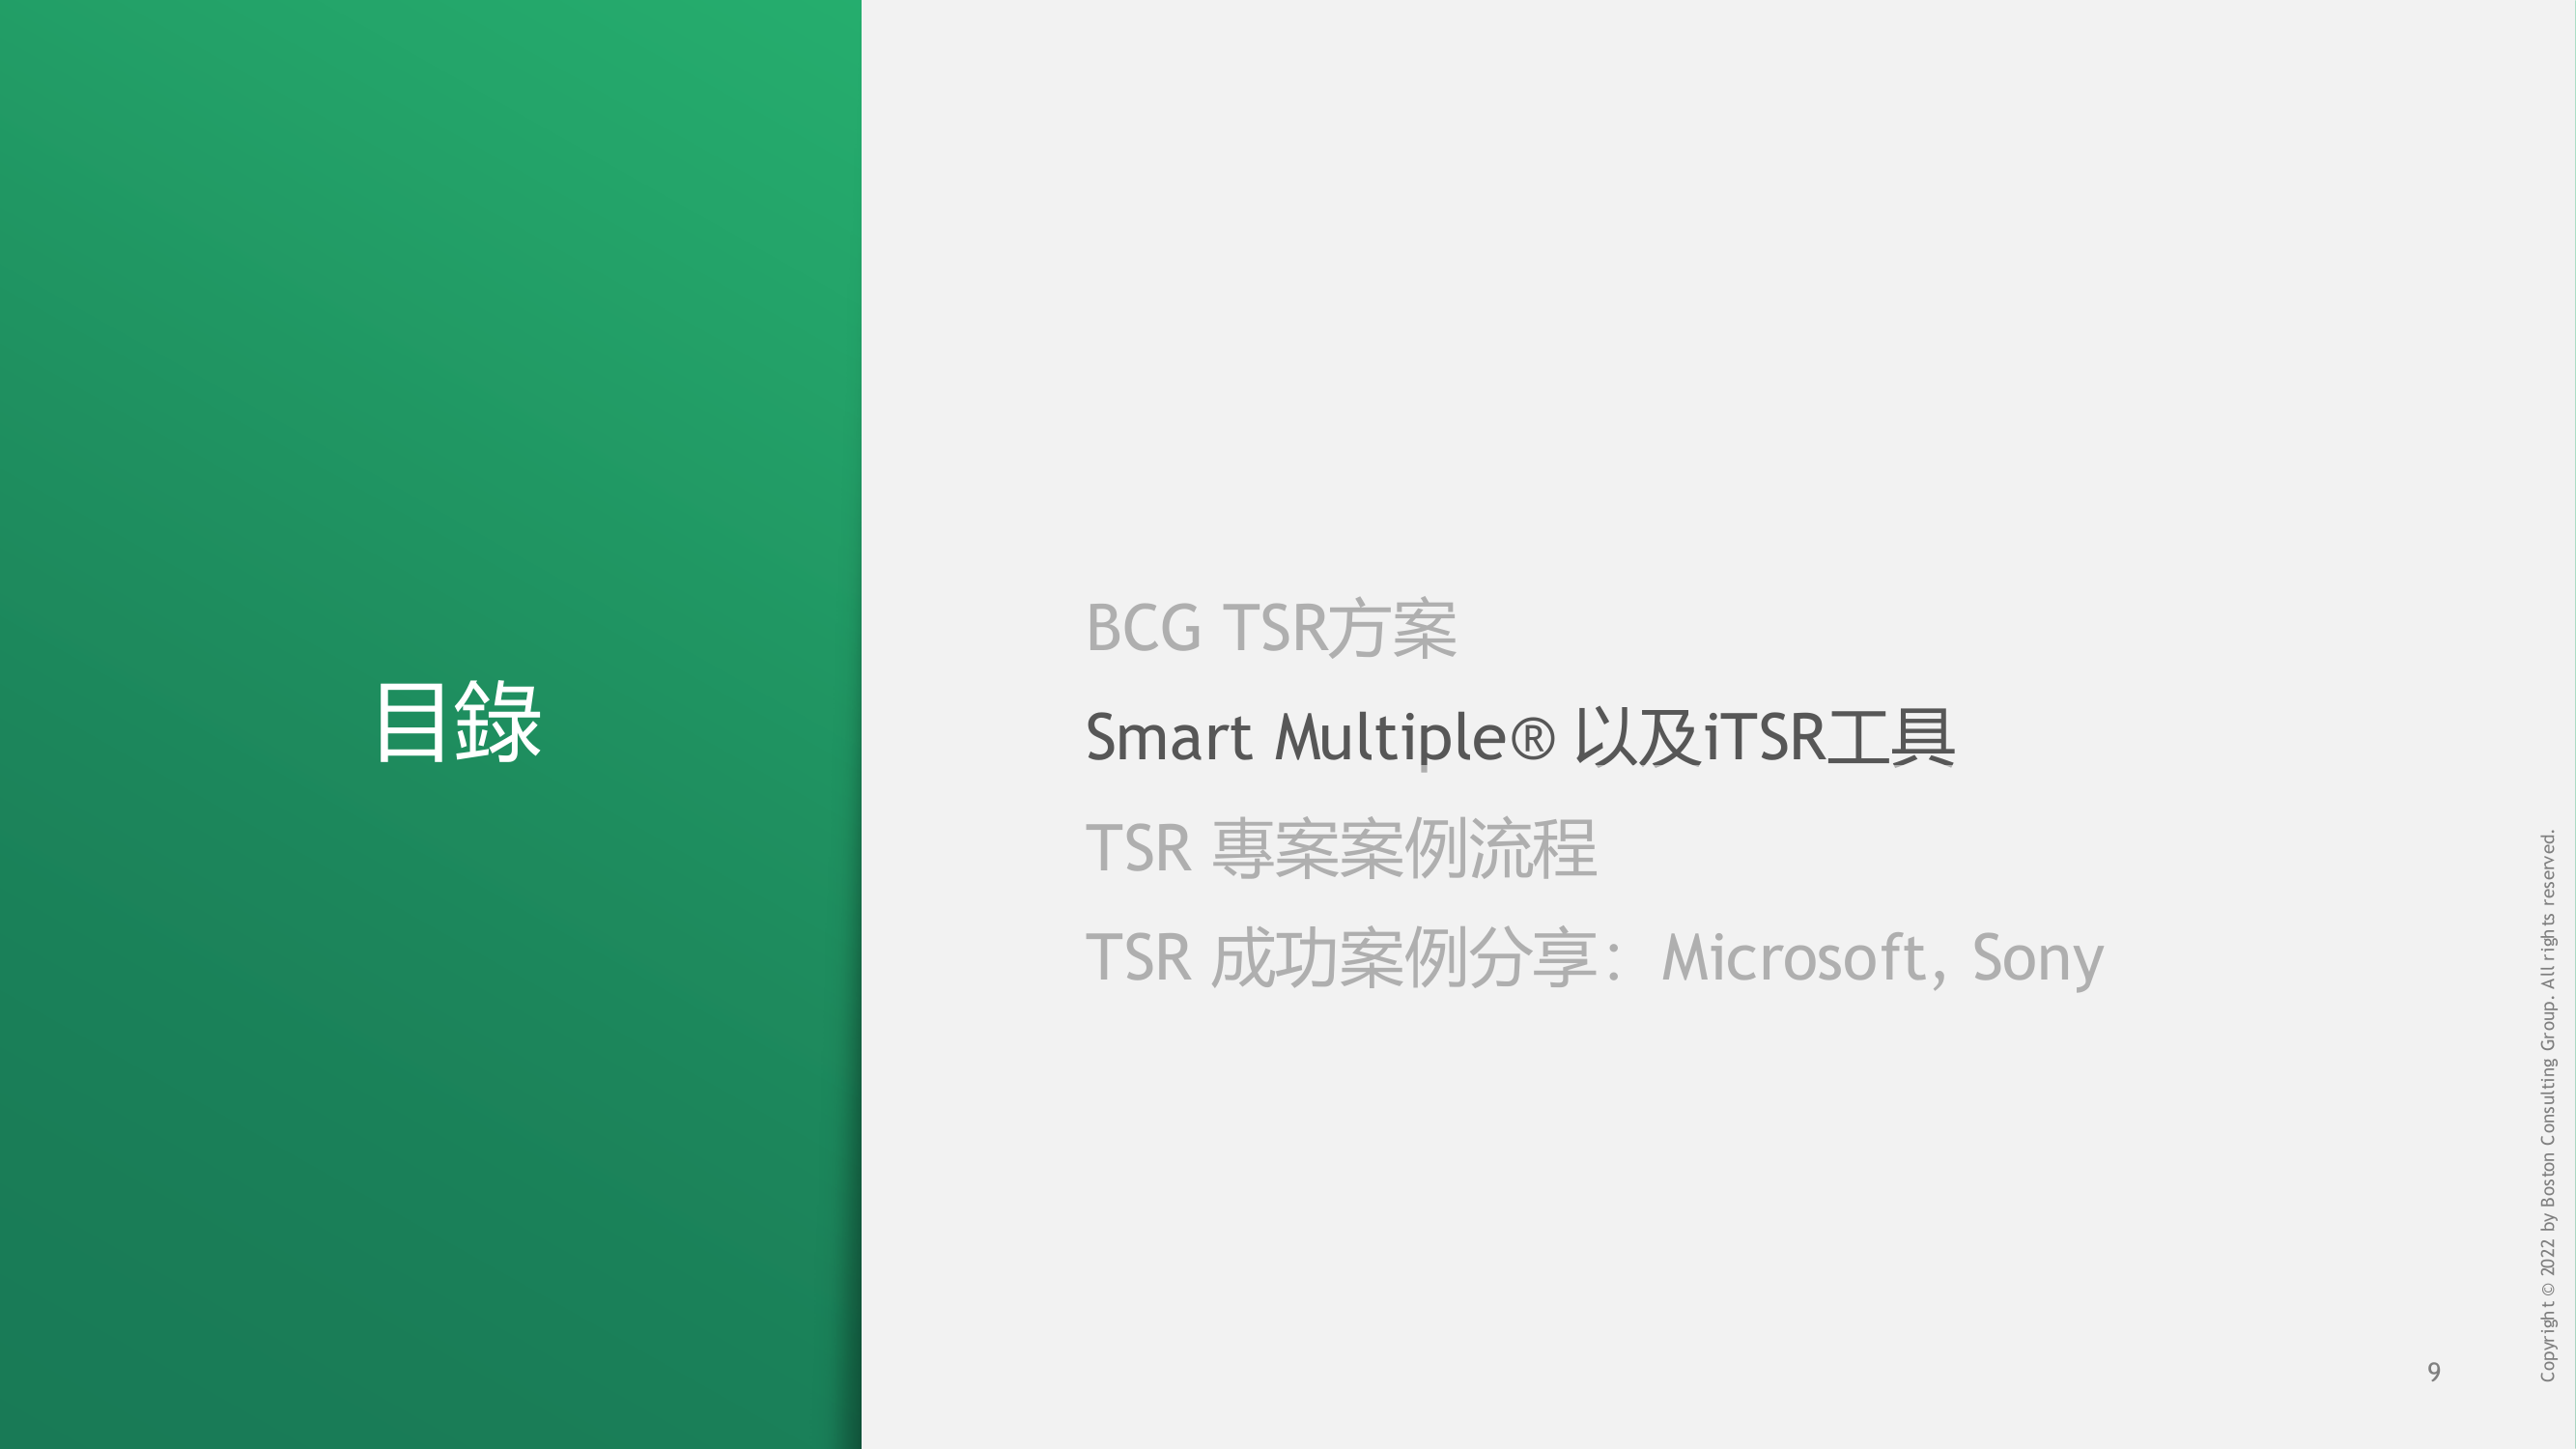 目錄
BCG TSR方案
Smart Multiple® 以及iTSR工具
TSR 專案案例流程
TSR 成功案例分享：Microsoft, Sony
Copyright © 2022 by Boston Consulting Group. All rights reserved.
9